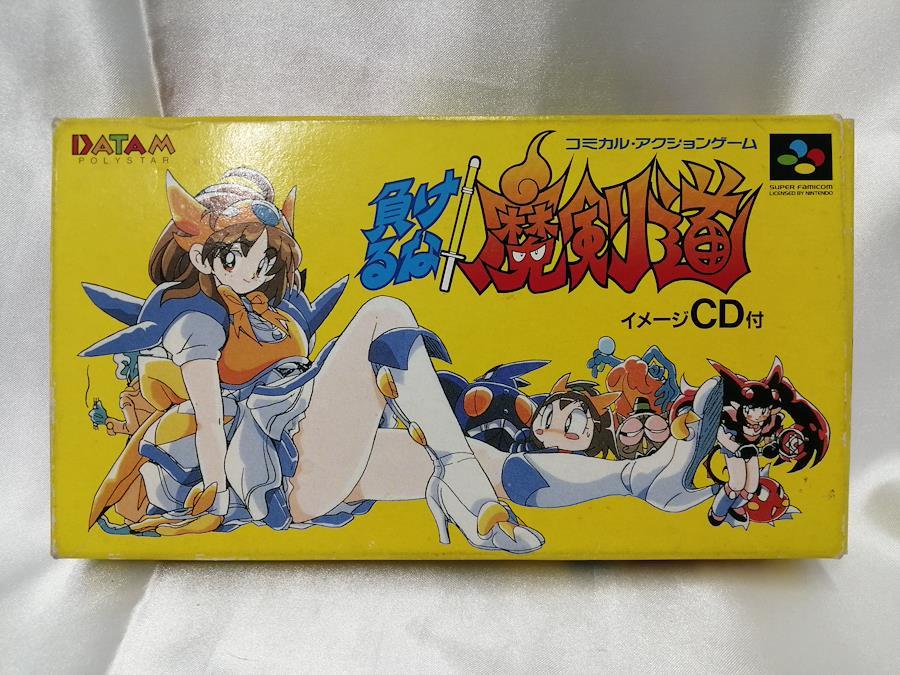 DATAM
POLYSTAR
コミカル・アクションゲーム
負けるな
魔剣道
イメージCD付
SUPER FAMICOM
LICENSED BY NINTENDO